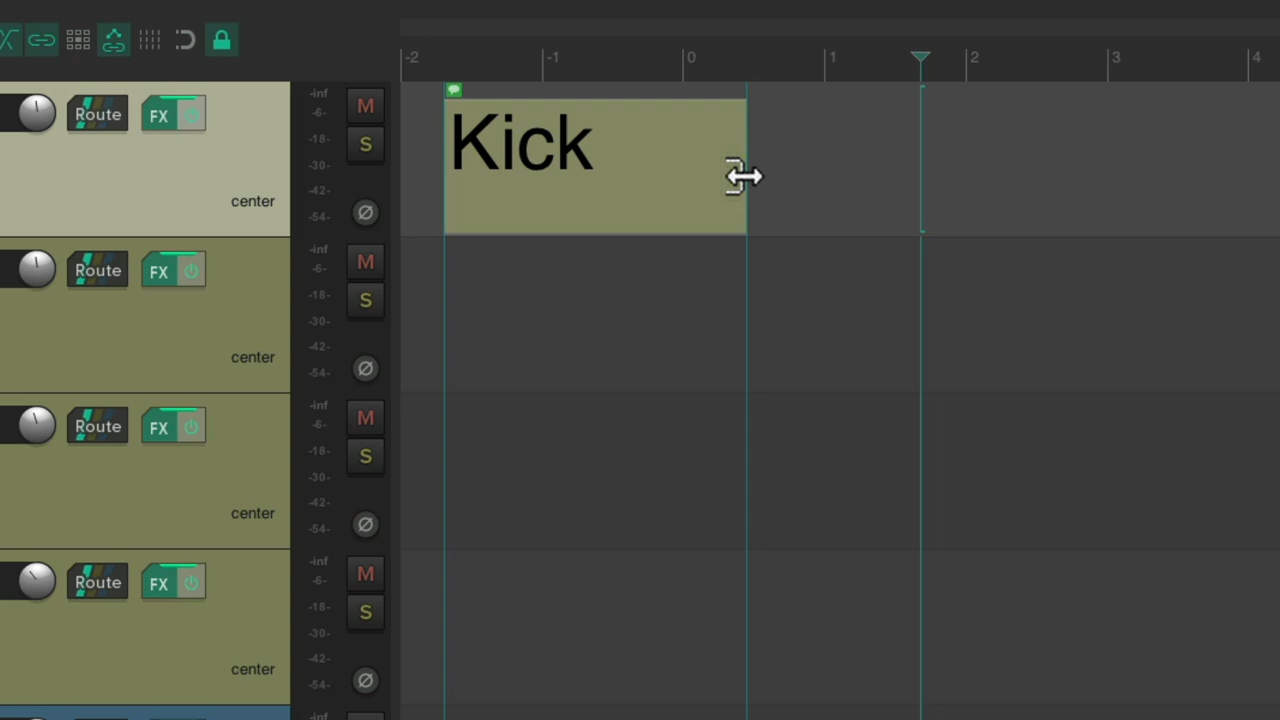 -2 -1 0 1 2 3 4
Route FX -inf M
-6-
-18- S
-30-
center -42- Ø
-54-
Kick
-inf M
Route FX -6-
-18- S
-30-
center -42- Ø
-54-
-inf M
Route FX -6-
-18- S
-30-
center -42- Ø
-54-
-inf M
Route FX -6-
-18- S
-30-
center -42- Ø
-54-
-inf